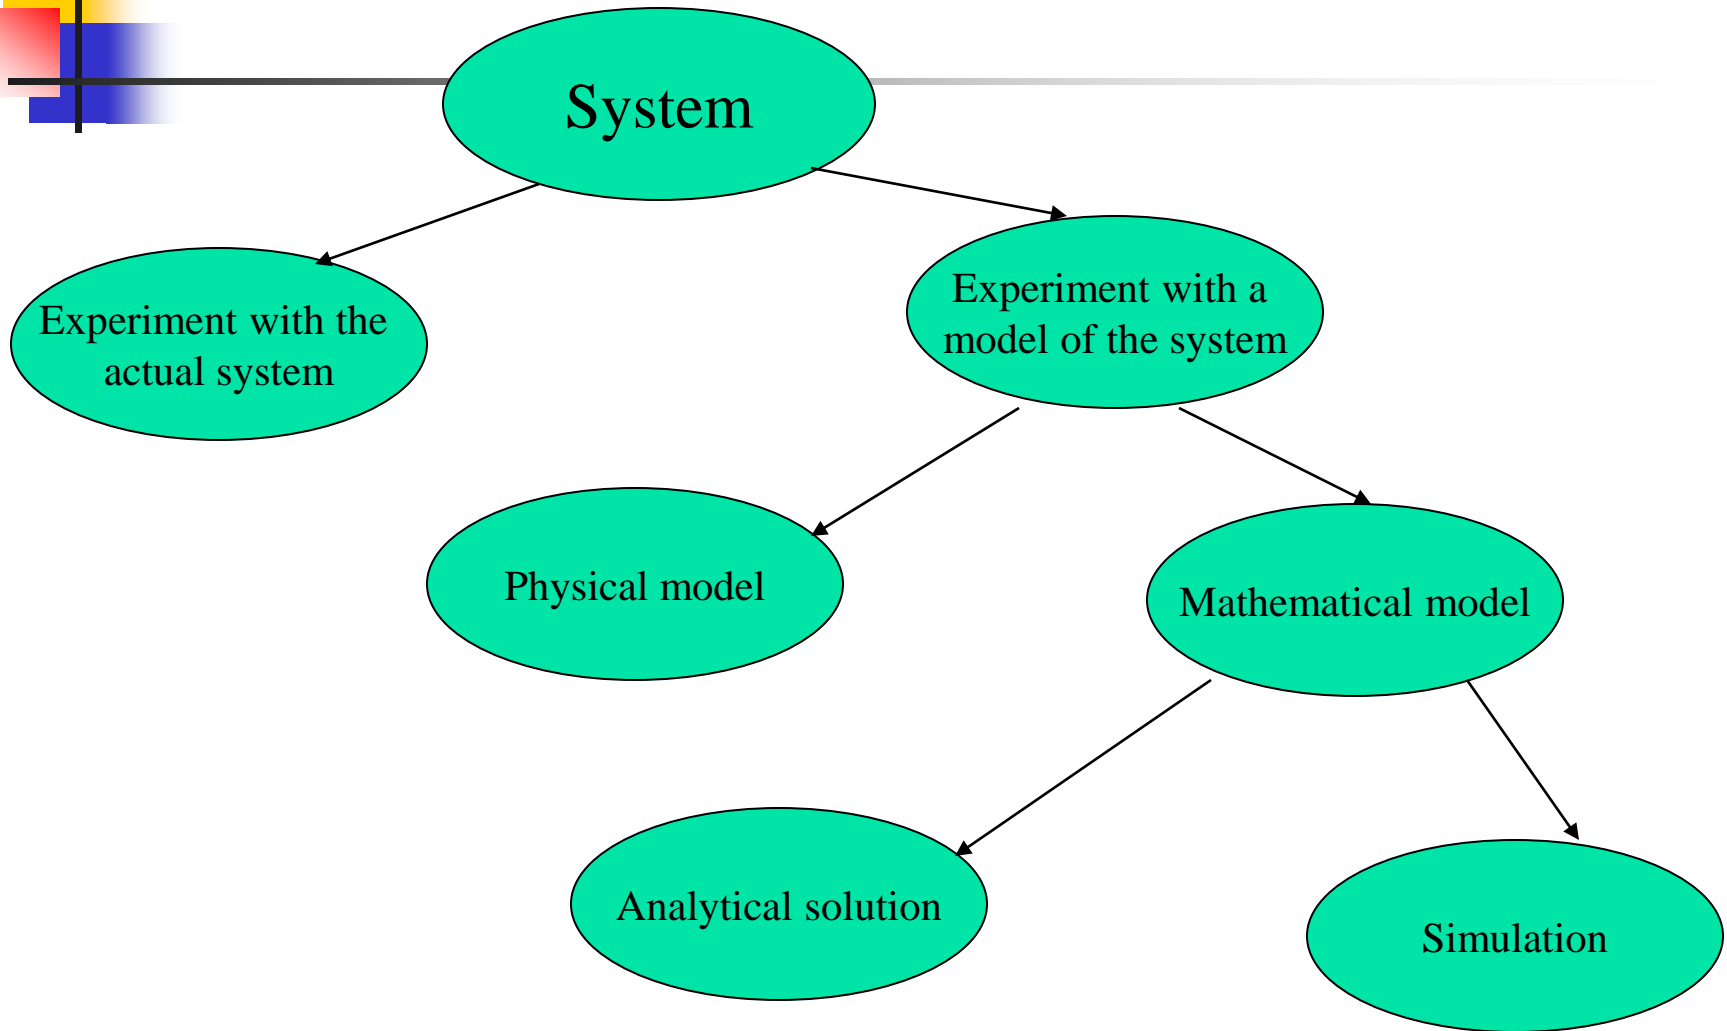 System
Experiment with the
actual system
Experiment with a
model of the system
Physical model
Mathematical model
Analytical solution
Simulation